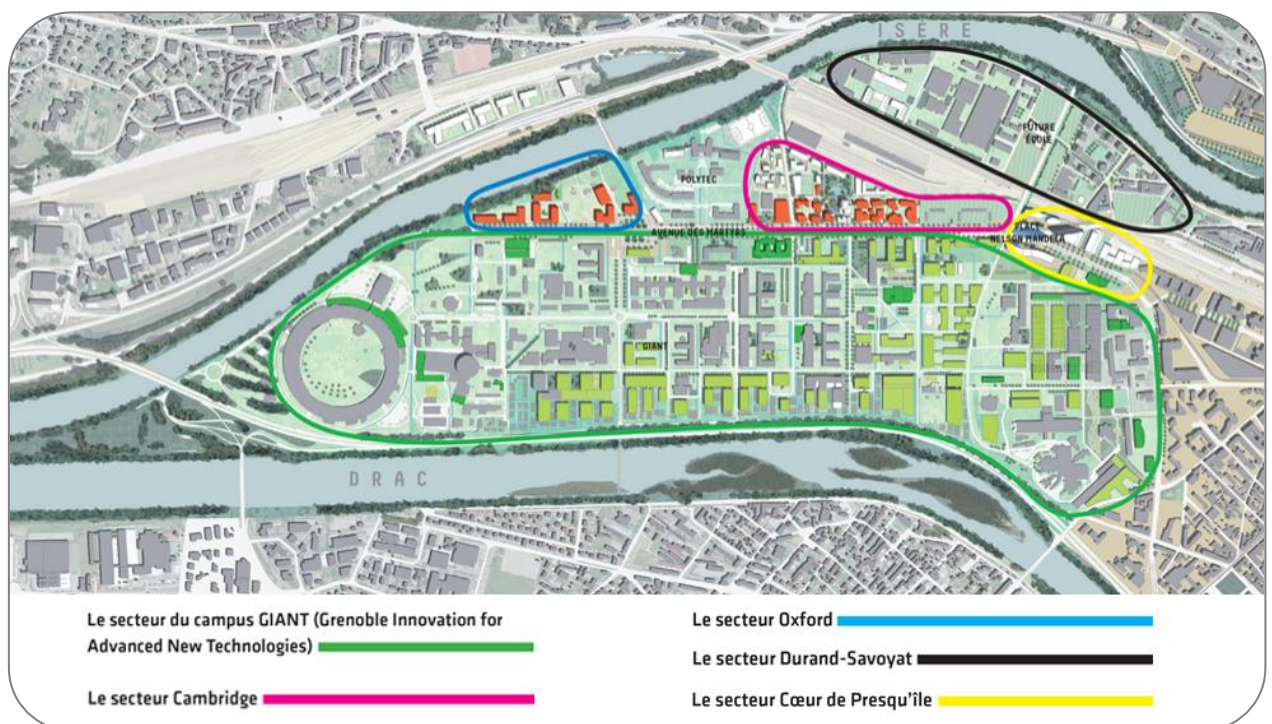 ISERE
FUTURE
ÉCOLE
POLYTEC
PLACE
NELSON MANDELA
AVENUE DES MARTYRS
GIANT
DRAC
Le secteur du campus GIANT (Grenoble Innovation for
Advanced New Technologies)
Le secteur Cambridge
Le secteur Oxford
Le secteur Durand-Savoyat
Le secteur Cœur de Presqu'île